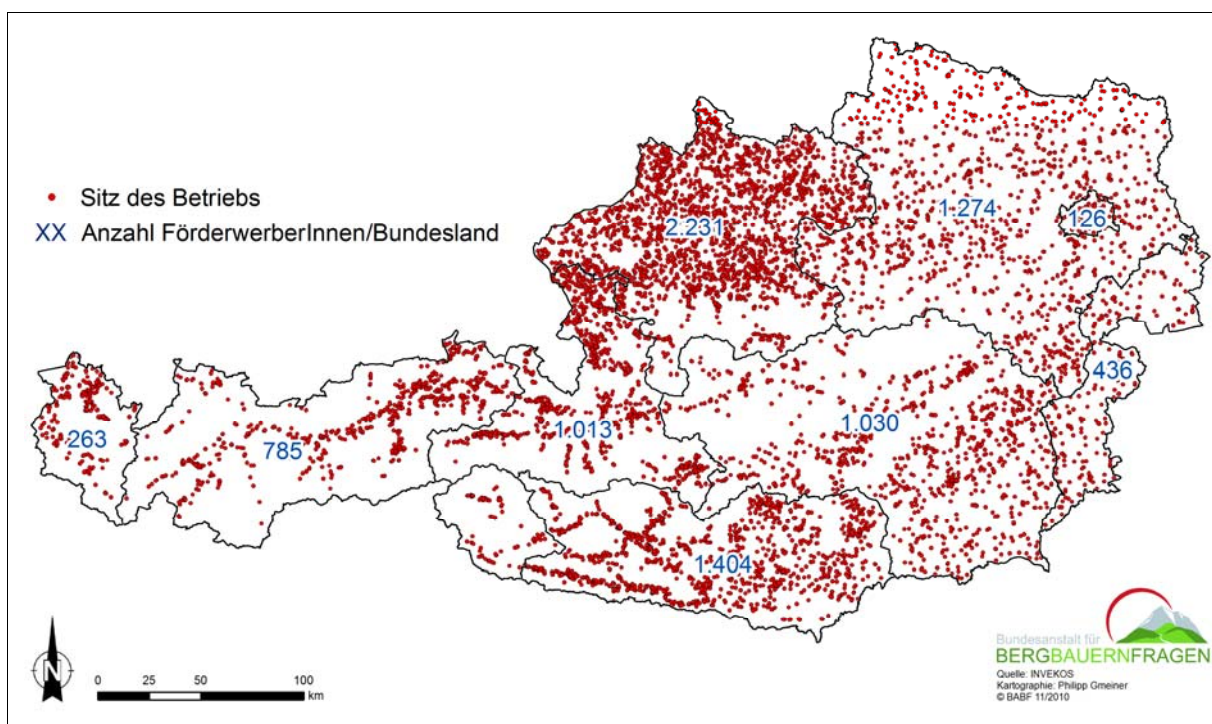 Sitz des Betriebs
XX Anzahl FörderwerberInnen/Bundesland
2.231
1.274
126
436
263
785
1.013
1.030
1.404
N
0 25 50 100
km
Bundesanstalt für
BERGBAUERNFRAGEN
Quelle: INVEKOS
Kartographie: Philipp Gmeiner
© BABF 11/2010